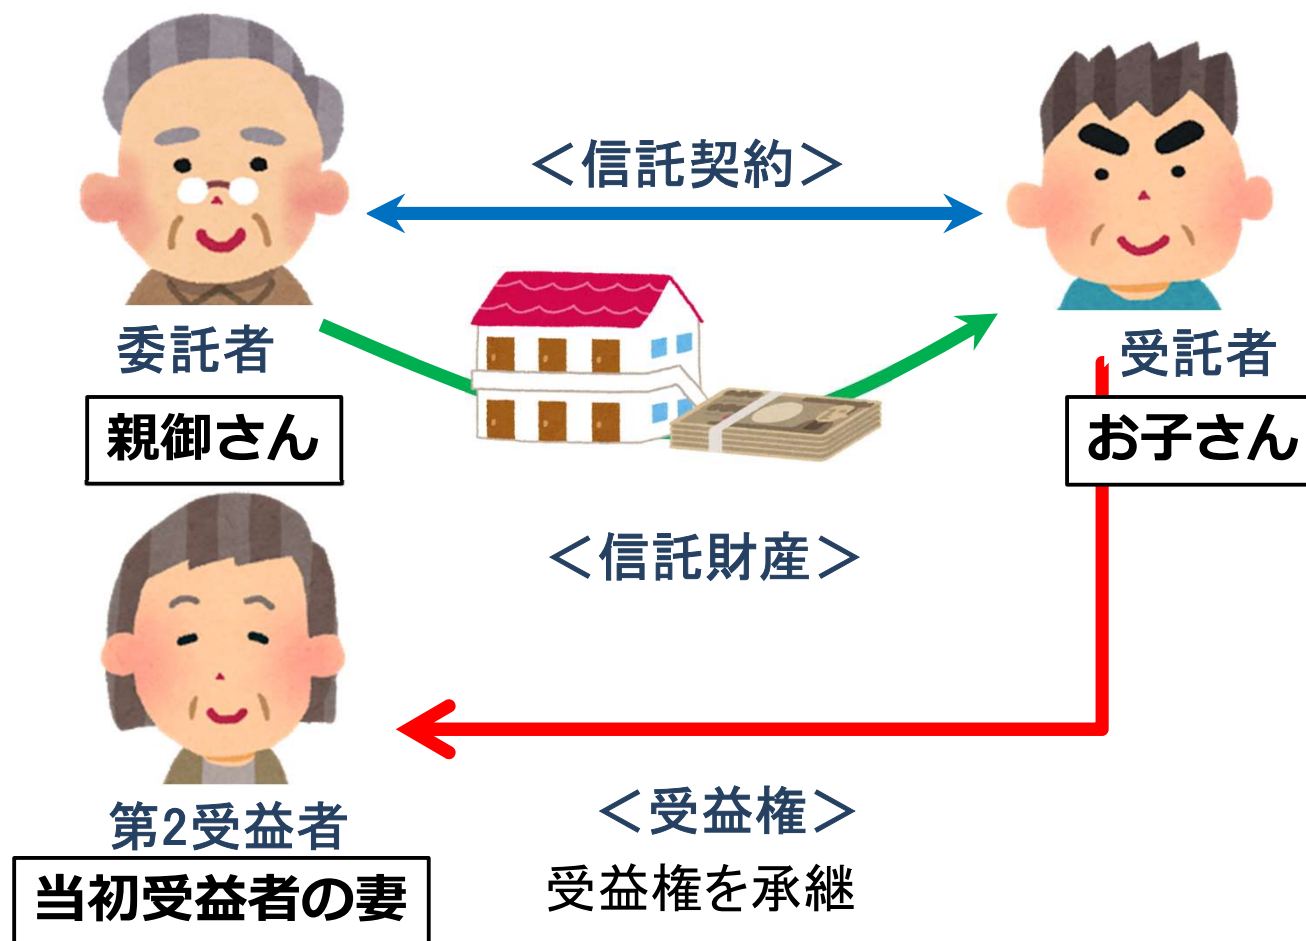 <信託契約>
委託者
受託者
親御さん
お子さん
<信託財産>
第2受益者
<受益権>
当初受益者の妻
受益権を承継